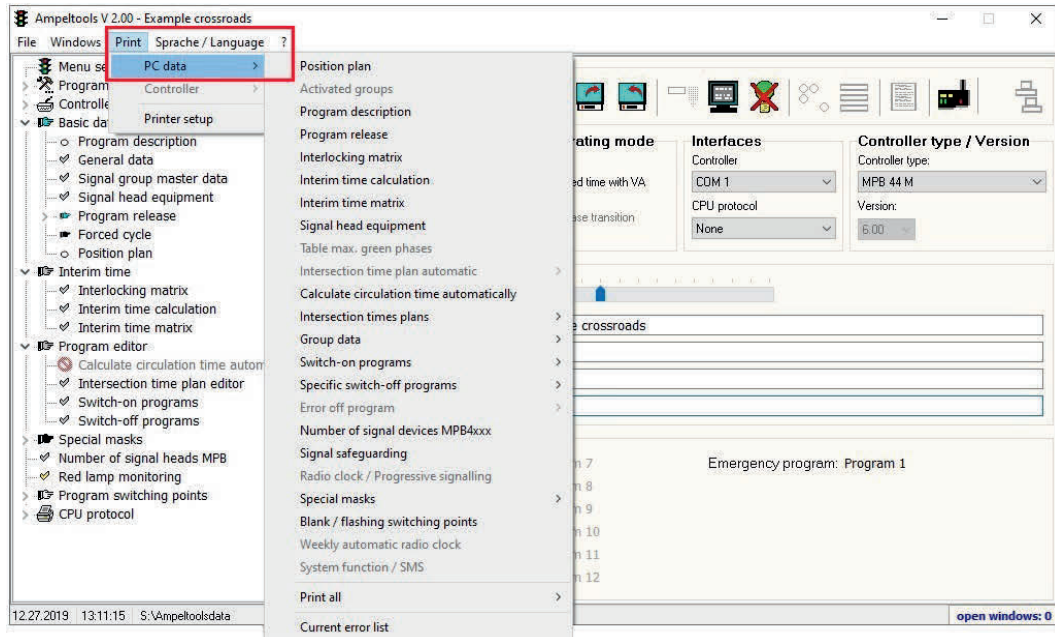 Ampeltools V 2.00 - Example crossroads
File Windows Print Sprache / Language ?
Menu se
Program
Controlle
Basic da
Program description
General data
Signal group master data
Signal head equipment
Program release
Forced cycle
Position plan
Interim time
Interlocking matrix
Interim time calculation
Interim time matrix
Program editor
Calculate circulation time autom
Intersection time plan editor
Switch-on programs
Switch-off programs
Special masks
Number of signal heads MPB
Red lamp monitoring
Program switching points
CPU protocol
PC data
Controller
Printer setup
Position plan
Activated groups
Program description
Program release
Interlocking matrix
Interim time calculation
Interim time matrix
Signal head equipment
Table max. green phases
Intersection time plan automatic
Calculate circulation time automatically
Intersection times plans
Group data
Switch-on programs
Specific switch-off programs
Error off program
Number of signal devices MPB4xxx
Signal safeguarding
Radio clock / Progressive signalling
Special masks
Blank / flashing switching points
Weekly automatic radio clock
System function / SMS
Print all
Current error list
rating mode
ed time with VA
ase transition
Interfaces
Controller
COM 1
CPU protocol
None
Controller type / Version
Controller type:
MPB 44 M
Version:
6.00
e crossroads
m 7
m 8
m 9
m 10
m 11
m 12
Emergency program: Program 1
12.27.2019 13:11:15 S:\Ampeltoolsdata
open windows: 0